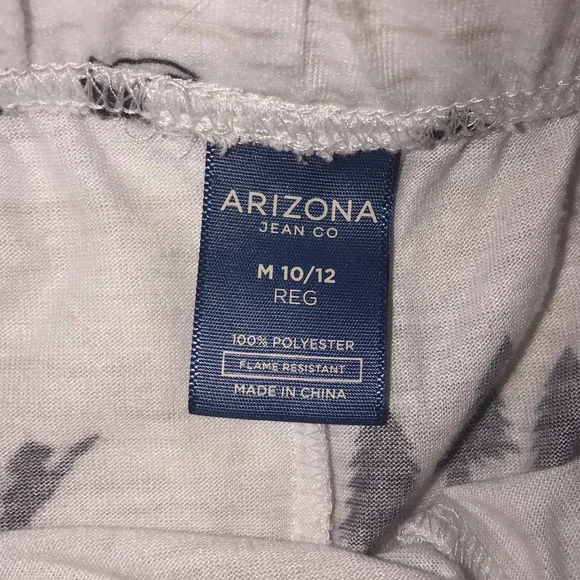 ARIZONA
JEAN CO
M 10/12
REG
100% POLYESTER
FLAME RESISTANT
MADE IN CHINA